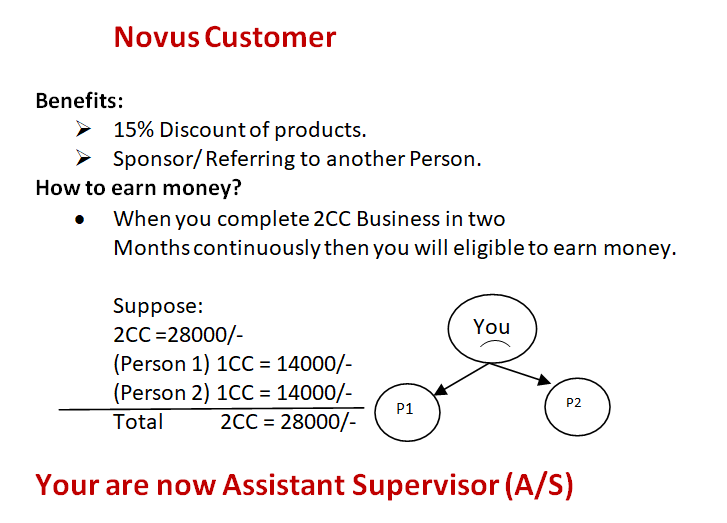 Novus Customer
Benefits:
➢ 15% Discount of products.
➢ Sponsor/ Referring to another Person.
How to earn money?
• When you complete 2CC Business in two
Months continuously then you will eligible to earn money.
Suppose:
2CC =28000/-
(Person 1) 1CC = 14000/-
(Person 2) 1CC = 14000/-
Total 2CC = 28000/-
You
P1
P2
Your are now Assistant Supervisor (A/S)